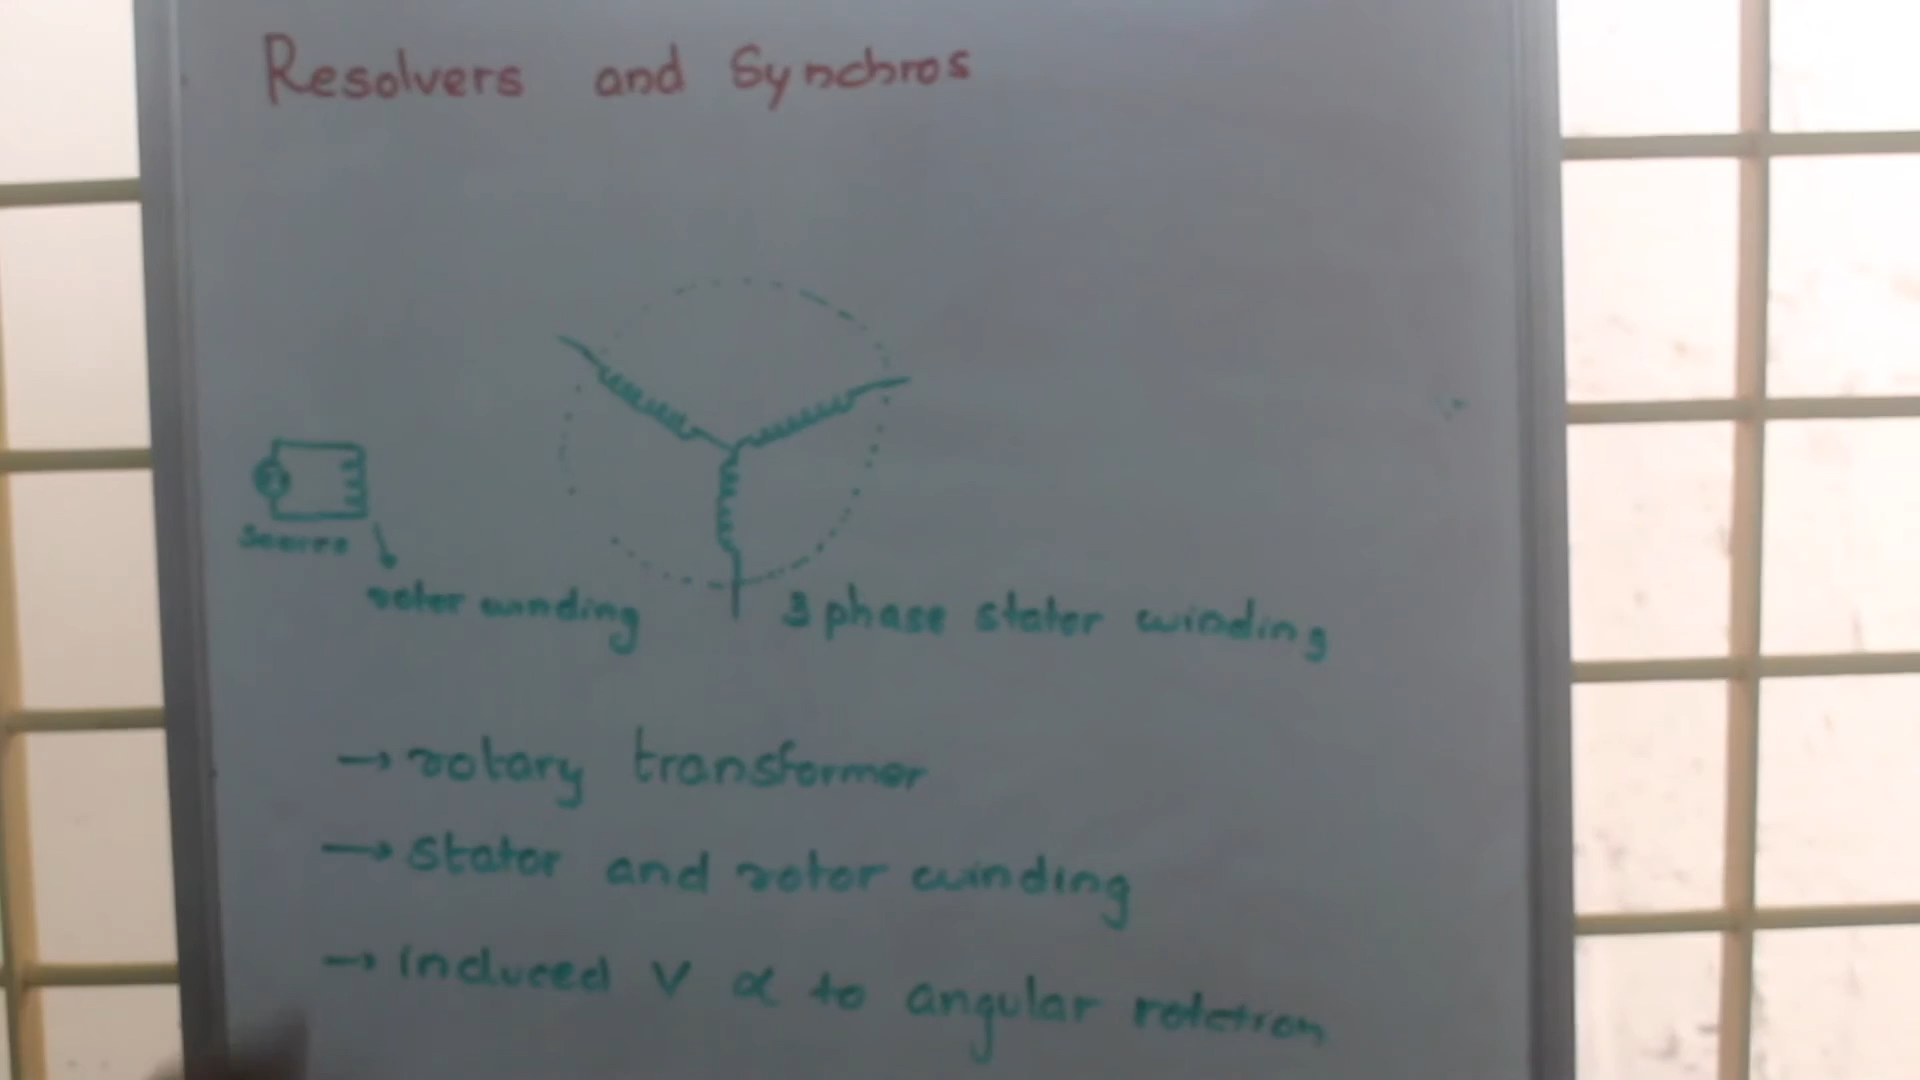 Resolvers and Synchros
Source
rotor winding
3 phase stator winding
→ rotary transformer
→ stator and rotor winding
→ induced V α to angular rotation